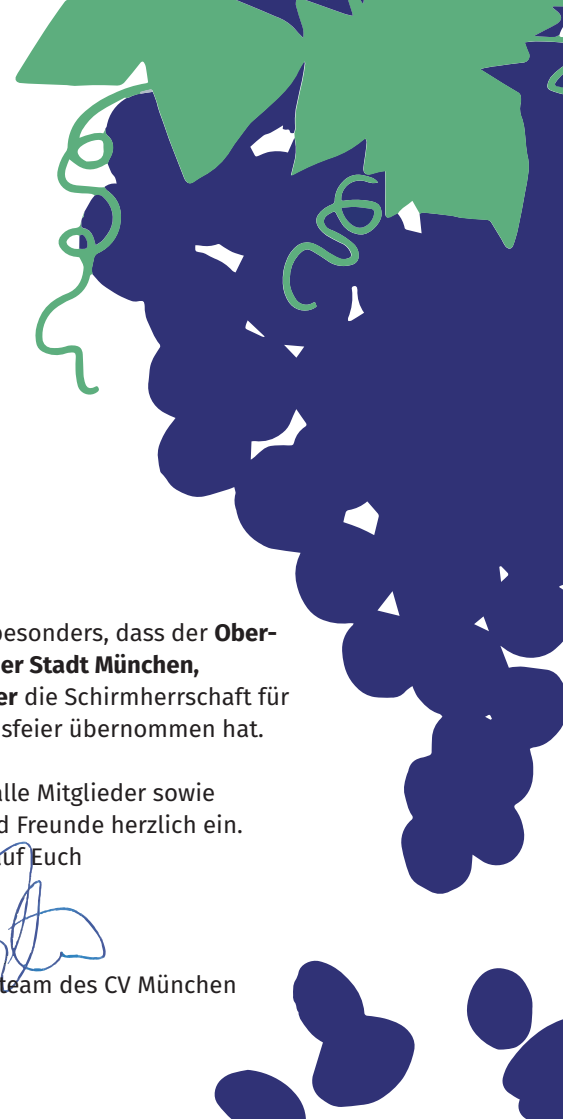 besonders, dass der Ober-
er Stadt München,
er die Schirmherrschaft für
sfeier übernommen hat.
alle Mitglieder sowie
d Freunde herzlich ein.
auf Euch
team des CV München